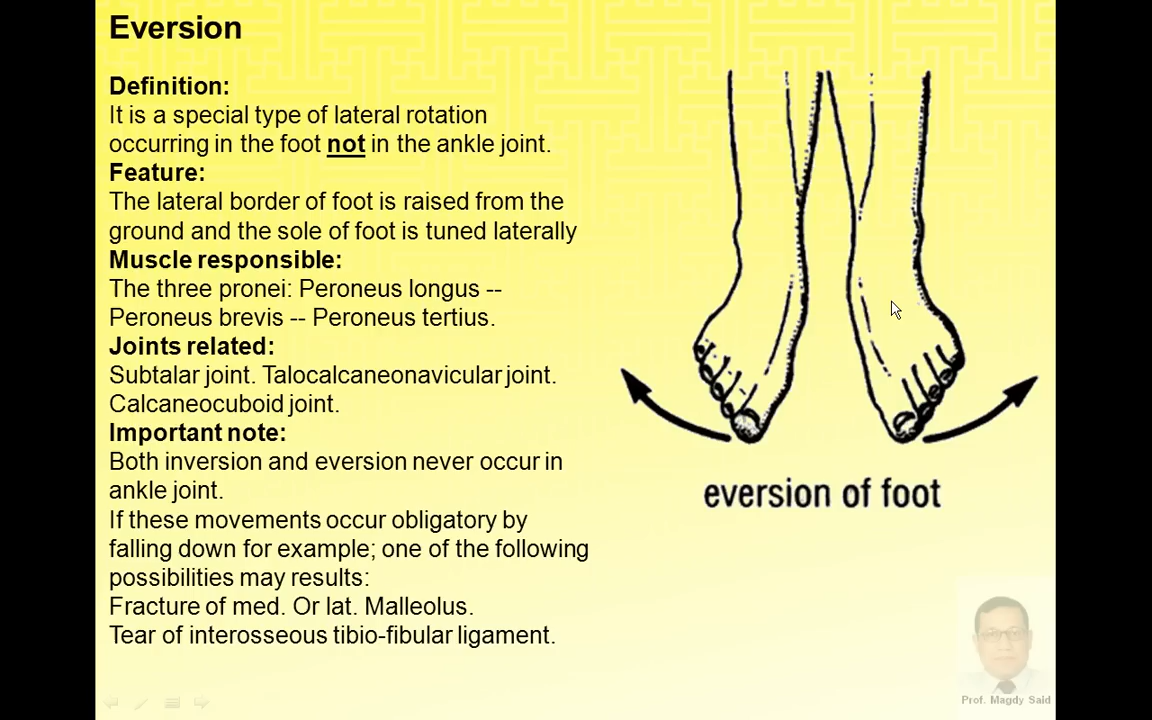 Eversion
Definition:
It is a special type of lateral rotation
occurring in the foot not in the ankle joint.
Feature:
The lateral border of foot is raised from the
ground and the sole of foot is tuned laterally
Muscle responsible:
The three pronei: Peroneus longus --
Peroneus brevis -- Peroneus tertius.
Joints related:
Subtalar joint. Talocalcaneonavicular joint.
Calcaneocuboid joint.
Important note:
Both inversion and eversion never occur in
ankle joint.
If these movements occur obligatory by
falling down for example; one of the following
possibilities may results:
Fracture of med. Or lat. Malleolus.
Tear of interosseous tibio-fibular ligament.
eversion of foot
Prof. Magdy Said